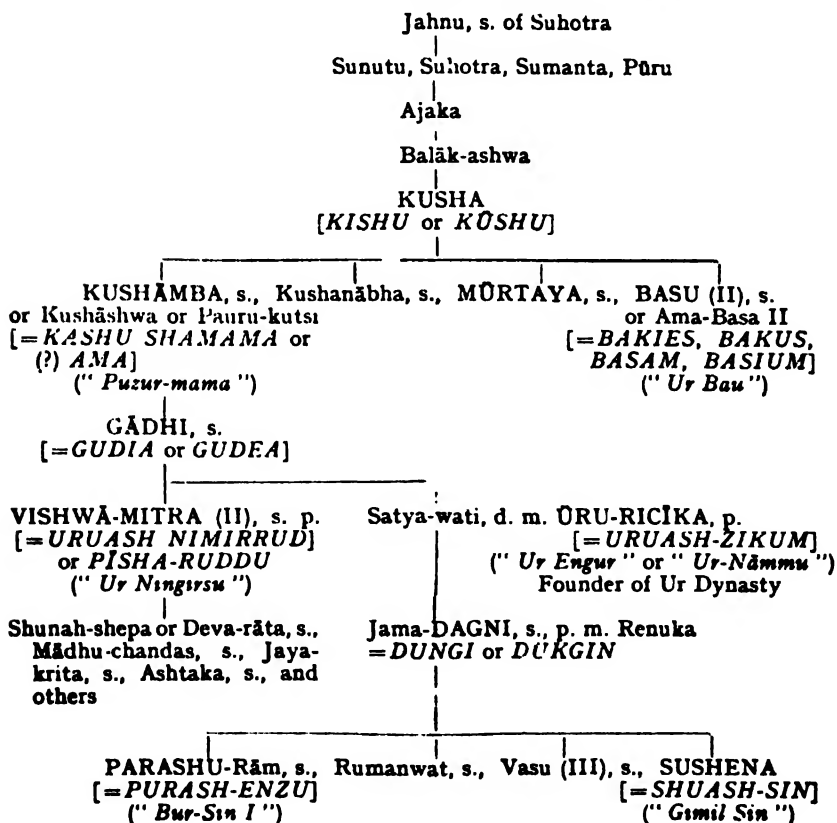 Jahnu, s. of Suhotra
Sunutu, Suhotra, Sumanta, Pūru
Ajaka
Balāk-ashwa
KUSHA
[KISHU or KŪSHU]
KUSHĀMBA, s., Kushanābha, s., MŪRTAYA, s., BASU (II), s.
or Kushāshwa or Pauru-kutsi or Ama-Basa II
[=KASHU SHAMAMA or [=BAKIES, BAKUS,
(?) AMA] BASAM, BASIUM]
(" Puzur-mama ") (" Ur Bau ")
GĀDHI, s.
[=GUDIA or GUDEA]
VISHWĀ-MITRA (II), s. p. Satya-wati, d. m. ŪRU-RICĪKA, p.
[=URUASH NIMIRRUD] [=URUASH-ZIKUM]
or PĪSHA-RUDDU (" Ur Engur " or " Ur-Nāmmu ")
(" Ur Ningirsu ") Founder of Ur Dynasty
Shunah-shepa or Deva-rāta, s., Jama-DAGNI, s., p. m. Renuka
Mādhu-chandas, s., Jaya- =DUNGI or DUKGIN
krita, s., Ashtaka, s., and
others
PARASHU-Rām, s., Rumanwat, s., Vasu (III), s., SUSHENA
[=PURASH-ENZU] [=SHUASH-SIN]
(" Bur-Sin I ") (" Gimil Sin ")